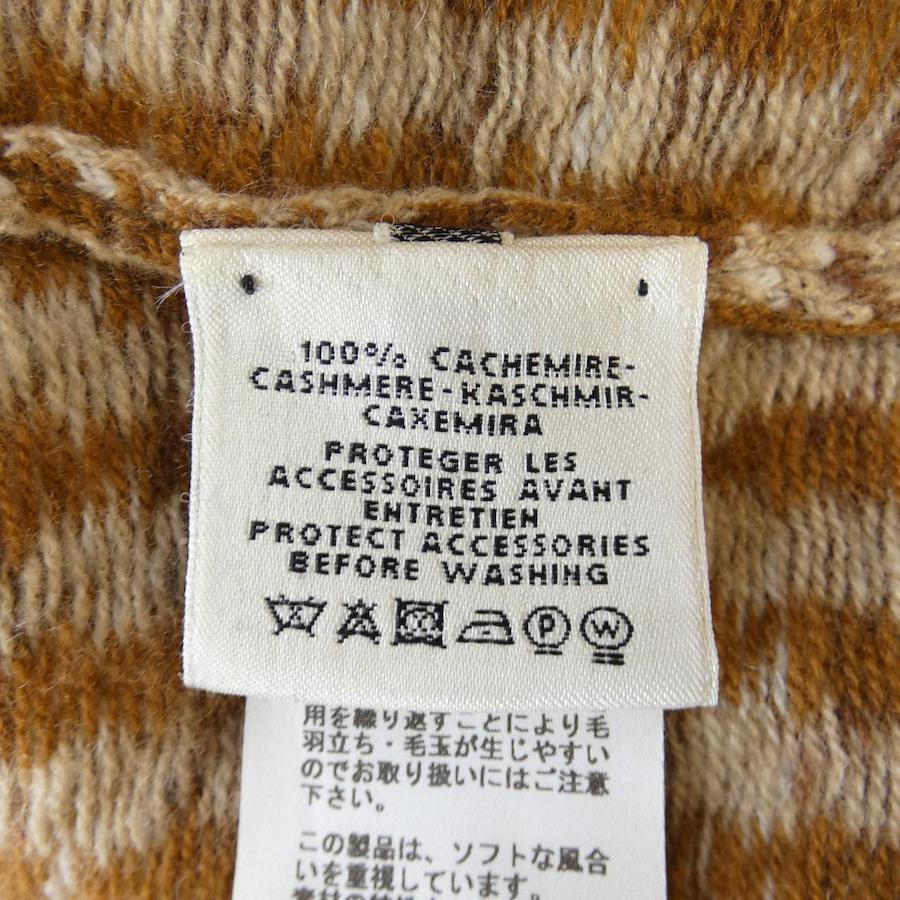 100% CACHEMIRE-
CASHMERE-KASCHMIR-
CAXEMIRA
PROTEGER LES
ACCESSOIRES AVANT
ENTRETIEN
PROTECT ACCESSORIES
BEFORE WASHING
P W
用を繰り返すことにより毛
羽立ち・毛玉が生じやすい
のでお取り扱いにはご注意
下さい。
この製品は、ソフトな風合
いを重視しています。